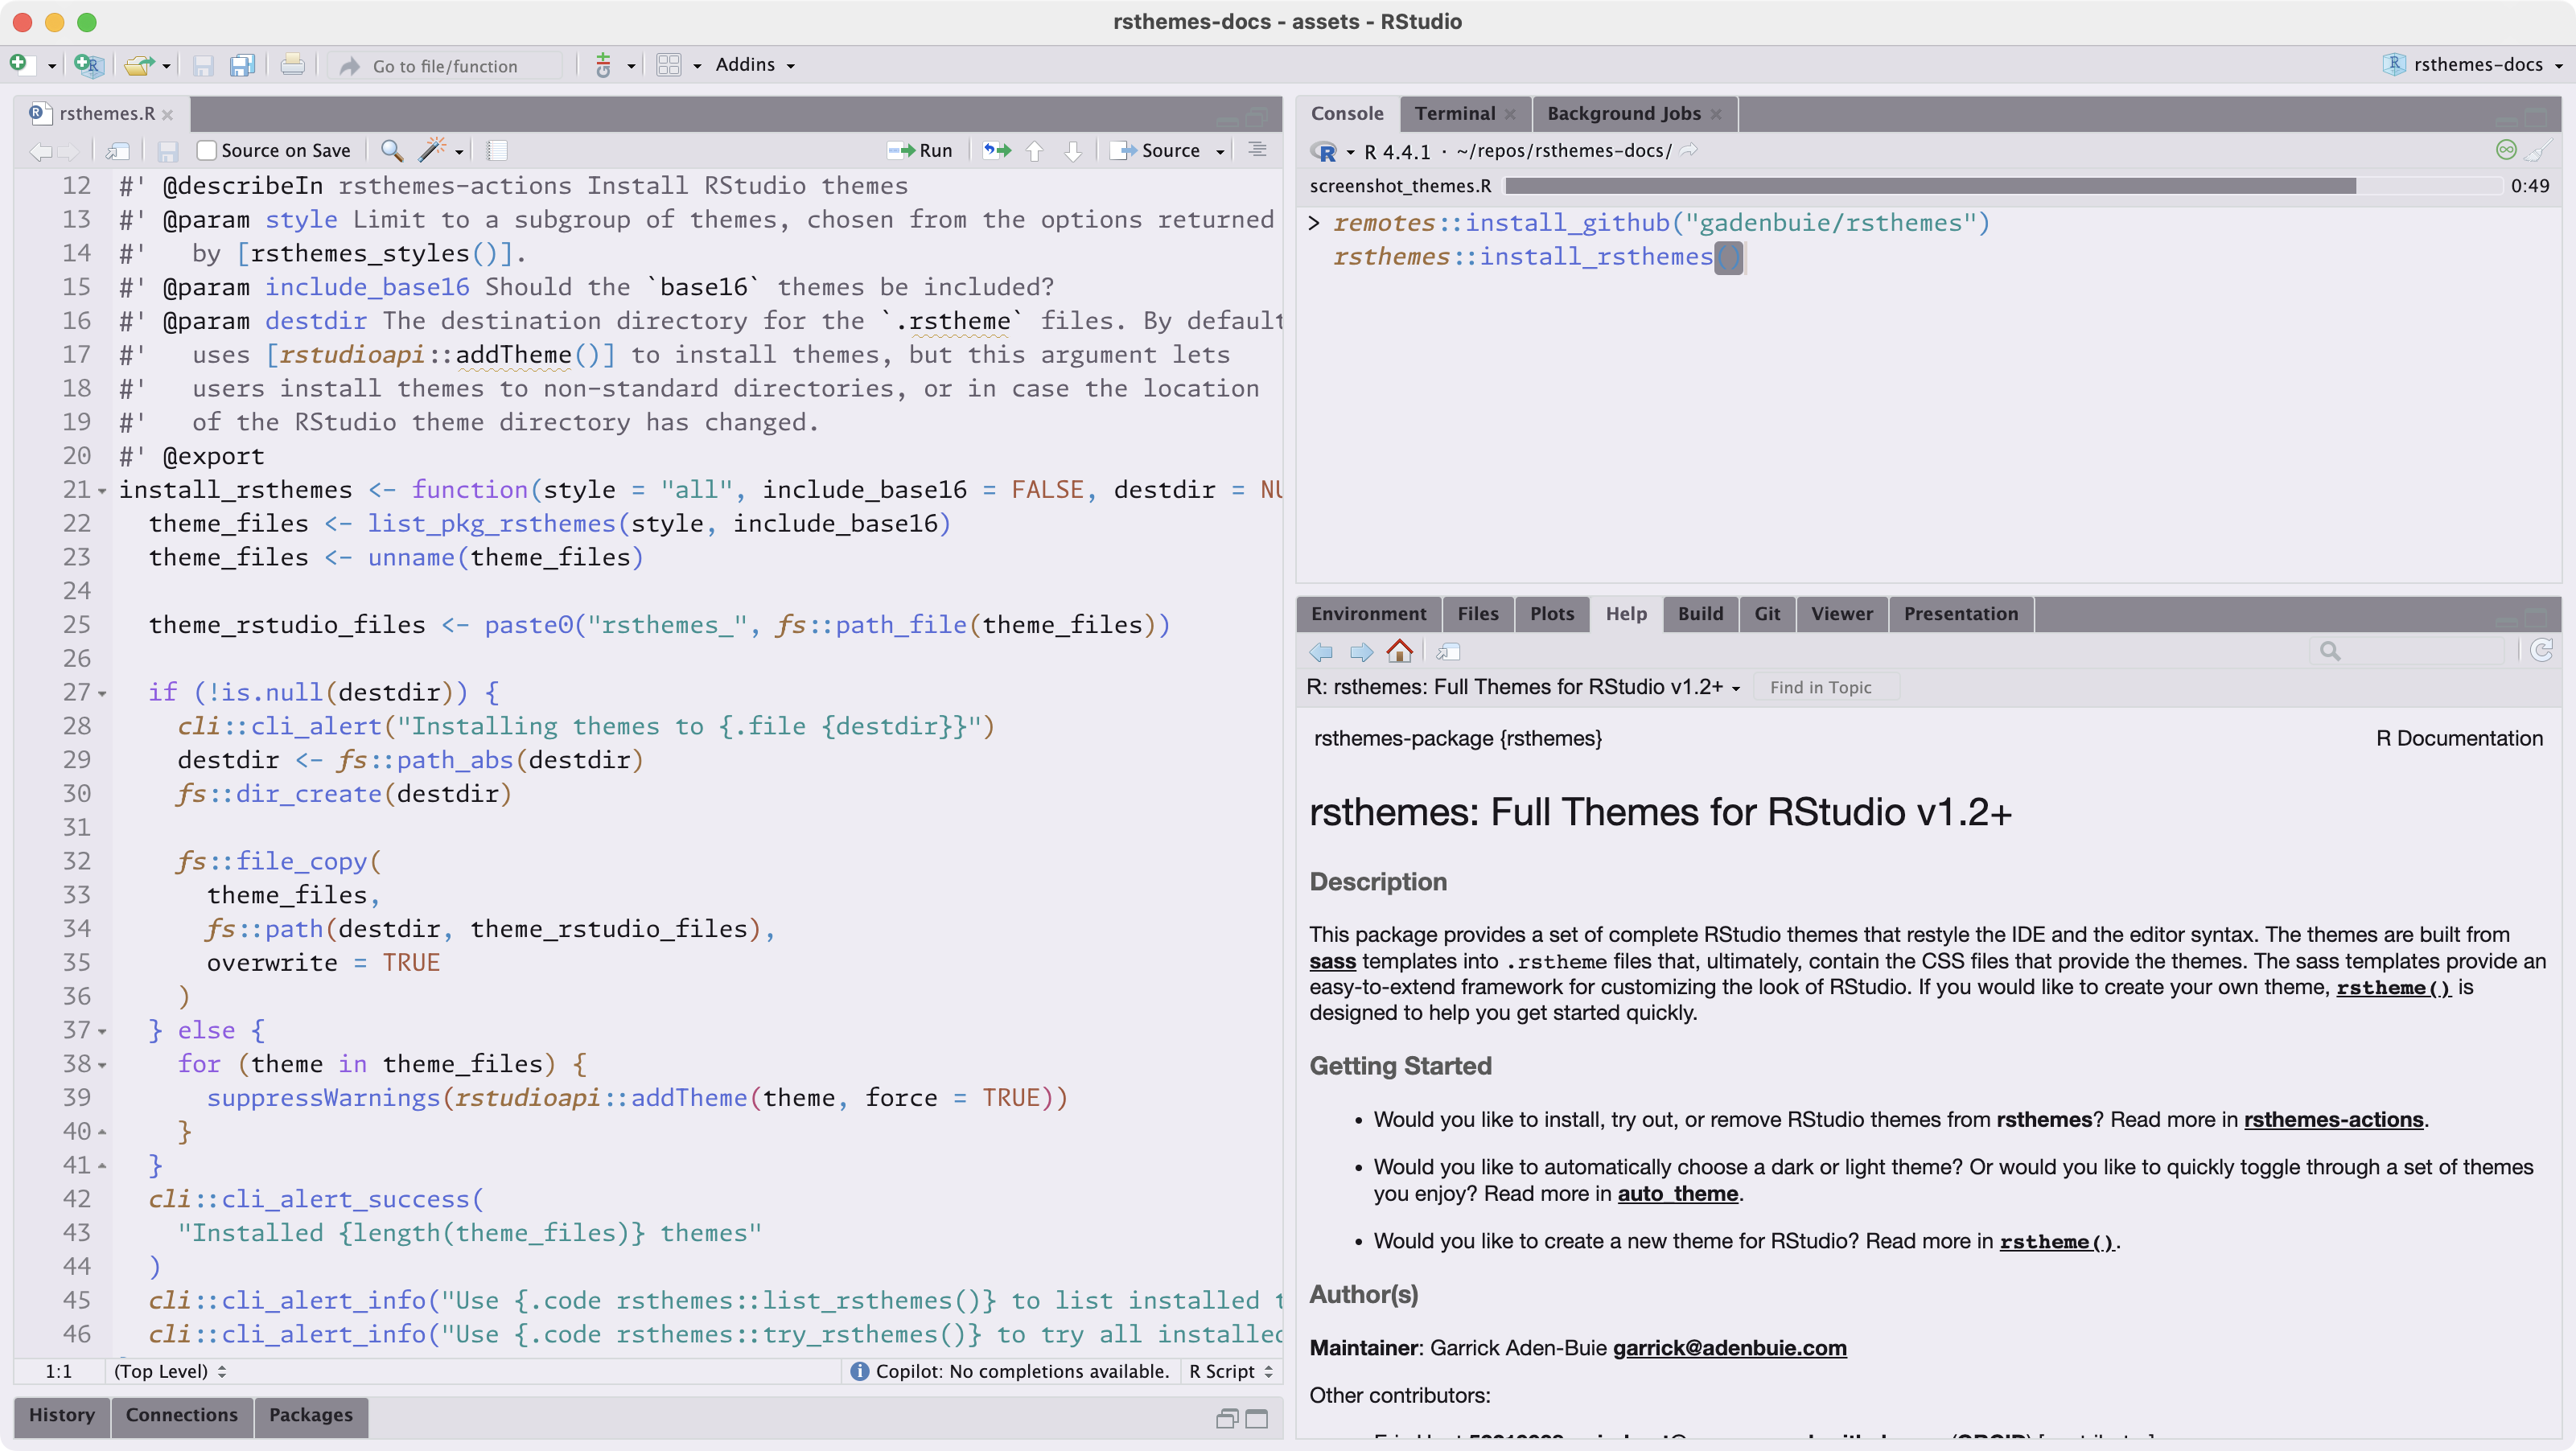 rsthemes-docs - assets - RStudio
Go to file/function
Addins
rsthemes-docs
rsthemes.R
Source on Save
Run
Source
12 #' @describeIn rsthemes-actions Install RStudio themes
13 #' @param style Limit to a subgroup of themes, chosen from the options returned
14 #'   by [rsthemes_styles()].
15 #' @param include_base16 Should the `base16` themes be included?
16 #' @param destdir The destination directory for the `.rstheme` files. By default
17 #'   uses [rstudioapi::addTheme()] to install themes, but this argument lets
18 #'   users install themes to non-standard directories, or in case the location
19 #'   of the RStudio theme directory has changed.
20 #' @export
21 install_rsthemes <- function(style = "all", include_base16 = FALSE, destdir = NU
22   theme_files <- list_pkg_rsthemes(style, include_base16)
23   theme_files <- unname(theme_files)
24
25   theme_rstudio_files <- paste0("rsthemes_", fs::path_file(theme_files))
26
27   if (!is.null(destdir)) {
28     cli::cli_alert("Installing themes to {.file {destdir}}")
29     destdir <- fs::path_abs(destdir)
30     fs::dir_create(destdir)
31
32     fs::file_copy(
33       theme_files,
34       fs::path(destdir, theme_rstudio_files),
35       overwrite = TRUE
36     )
37   } else {
38     for (theme in theme_files) {
39       suppressWarnings(rstudioapi::addTheme(theme, force = TRUE))
40     }
41   }
42   cli::cli_alert_success(
43     "Installed {length(theme_files)} themes"
44   )
45   cli::cli_alert_info("Use {.code rsthemes::list_rsthemes()} to list installed t
46   cli::cli_alert_info("Use {.code rsthemes::try_rsthemes()} to try all installed
1:1 (Top Level)
Copilot: No completions available.
R Script
History Connections Packages
Console Terminal Background Jobs
R 4.4.1 · ~/repos/rsthemes-docs/
screenshot_themes.R 0:49
> remotes::install_github("gadenbuie/rsthemes")
rsthemes::install_rsthemes()
Environment Files Plots Help Build Git Viewer Presentation
R: rsthemes: Full Themes for RStudio v1.2+ Find in Topic
rsthemes-package {rsthemes} R Documentation
rsthemes: Full Themes for RStudio v1.2+
Description
This package provides a set of complete RStudio themes that restyle the IDE and the editor syntax. The themes are built from
sass templates into .rstheme files that, ultimately, contain the CSS files that provide the themes. The sass templates provide an
easy-to-extend framework for customizing the look of RStudio. If you would like to create your own theme, rstheme() is
designed to help you get started quickly.
Getting Started
• Would you like to install, try out, or remove RStudio themes from rsthemes? Read more in rsthemes-actions.
• Would you like to automatically choose a dark or light theme? Or would you like to quickly toggle through a set of themes
you enjoy? Read more in auto_theme.
• Would you like to create a new theme for RStudio? Read more in rstheme().
Author(s)
Maintainer: Garrick Aden-Buie garrick@adenbuie.com
Other contributors: